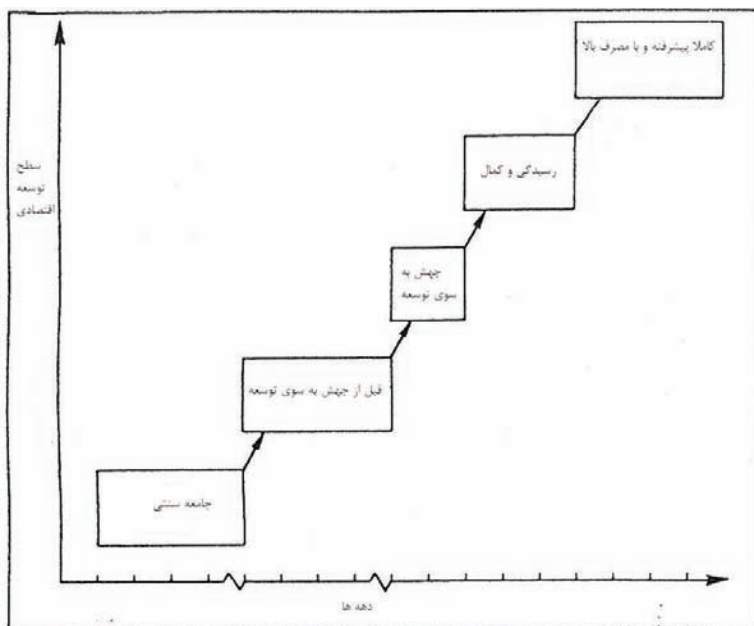 کاملا پیشرفته و با مصرف بالا
رسیدگی و کمال
سطح
توسعه
اقتصادی
جهش به
سوی توسعه
قبل از جهش به سوی توسعه
جامعه سنتی
دهه ها